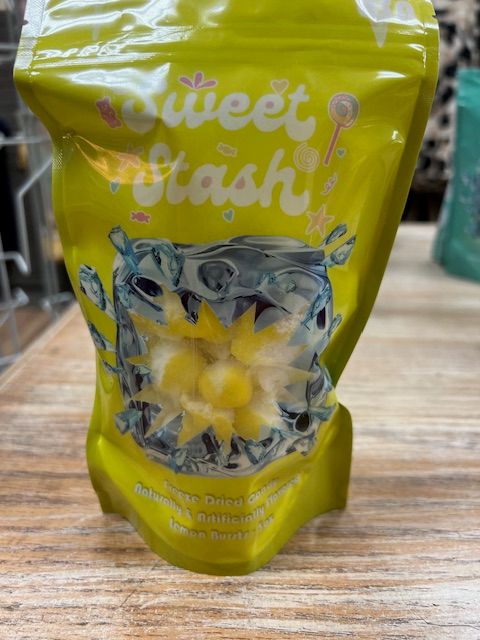 Sweet
Stash
Freeze Dried Candy
Naturally & Artificially Flavored
Lemon Bursts